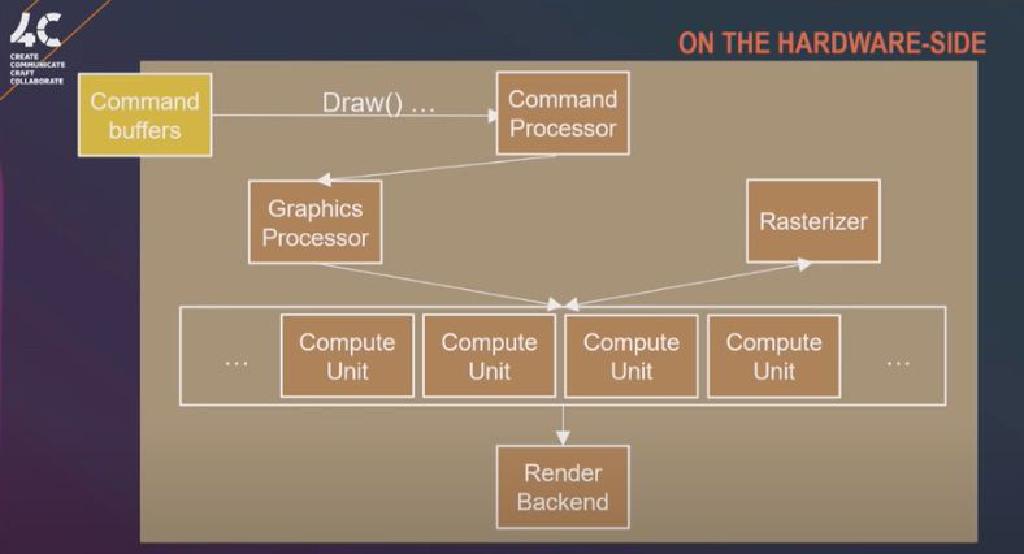 4C
CREATE
COMMUNICATE
CRAFT
COLLABORATE
ON THE HARDWARE-SIDE
Command
buffers
Draw() ...
Command
Processor
Graphics
Processor
Rasterizer
...
Compute
Unit
Compute
Unit
Compute
Unit
Compute
Unit
...
Render
Backend